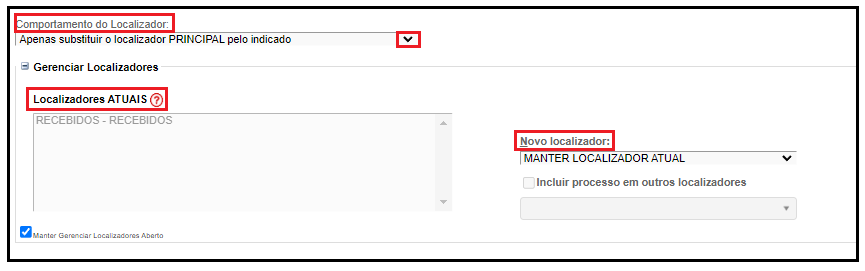 Comportamento do Localizador:
Apenas substituir o localizador PRINCIPAL pelo indicado
Gerenciar Localizadores
Localizadores ATUAIS ?
RECEBIDOS - RECEBIDOS
Novo localizador:
MANTER LOCALIZADOR ATUAL
Incluir processo em outros localizadores
Manter Gerenciar Localizadores Aberto